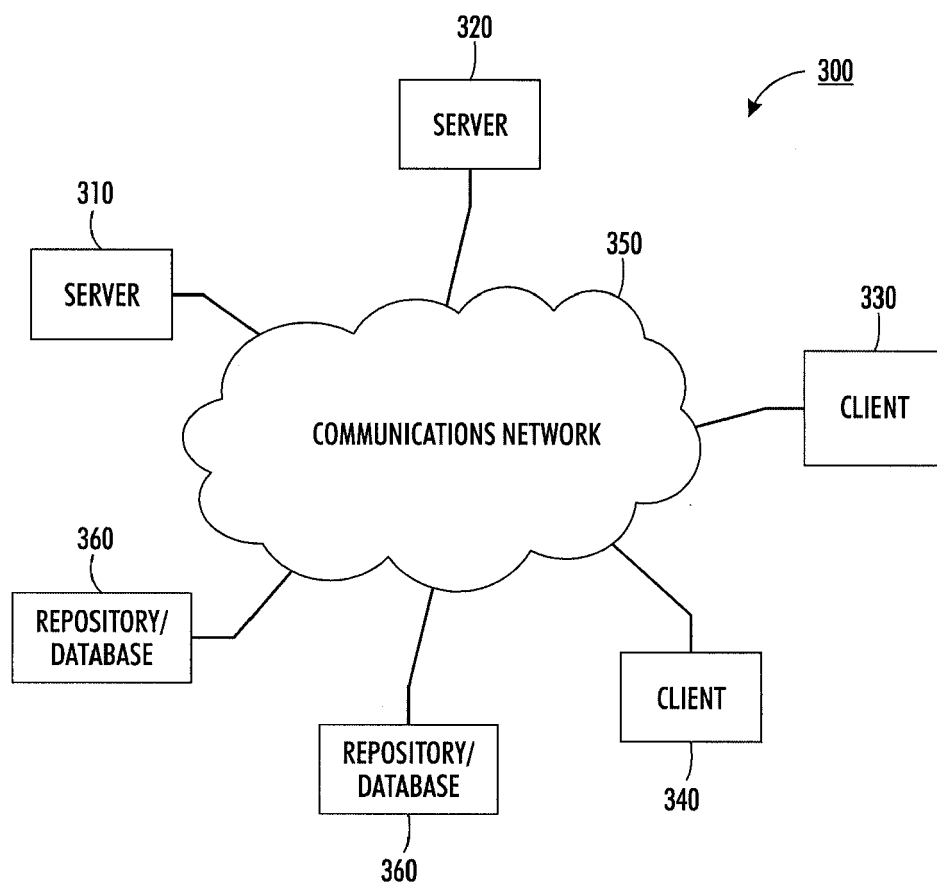 320
300
SERVER
310
SERVER
350
330
CLIENT
COMMUNICATIONS NETWORK
360
REPOSITORY/
DATABASE
CLIENT
340
REPOSITORY/
DATABASE
360